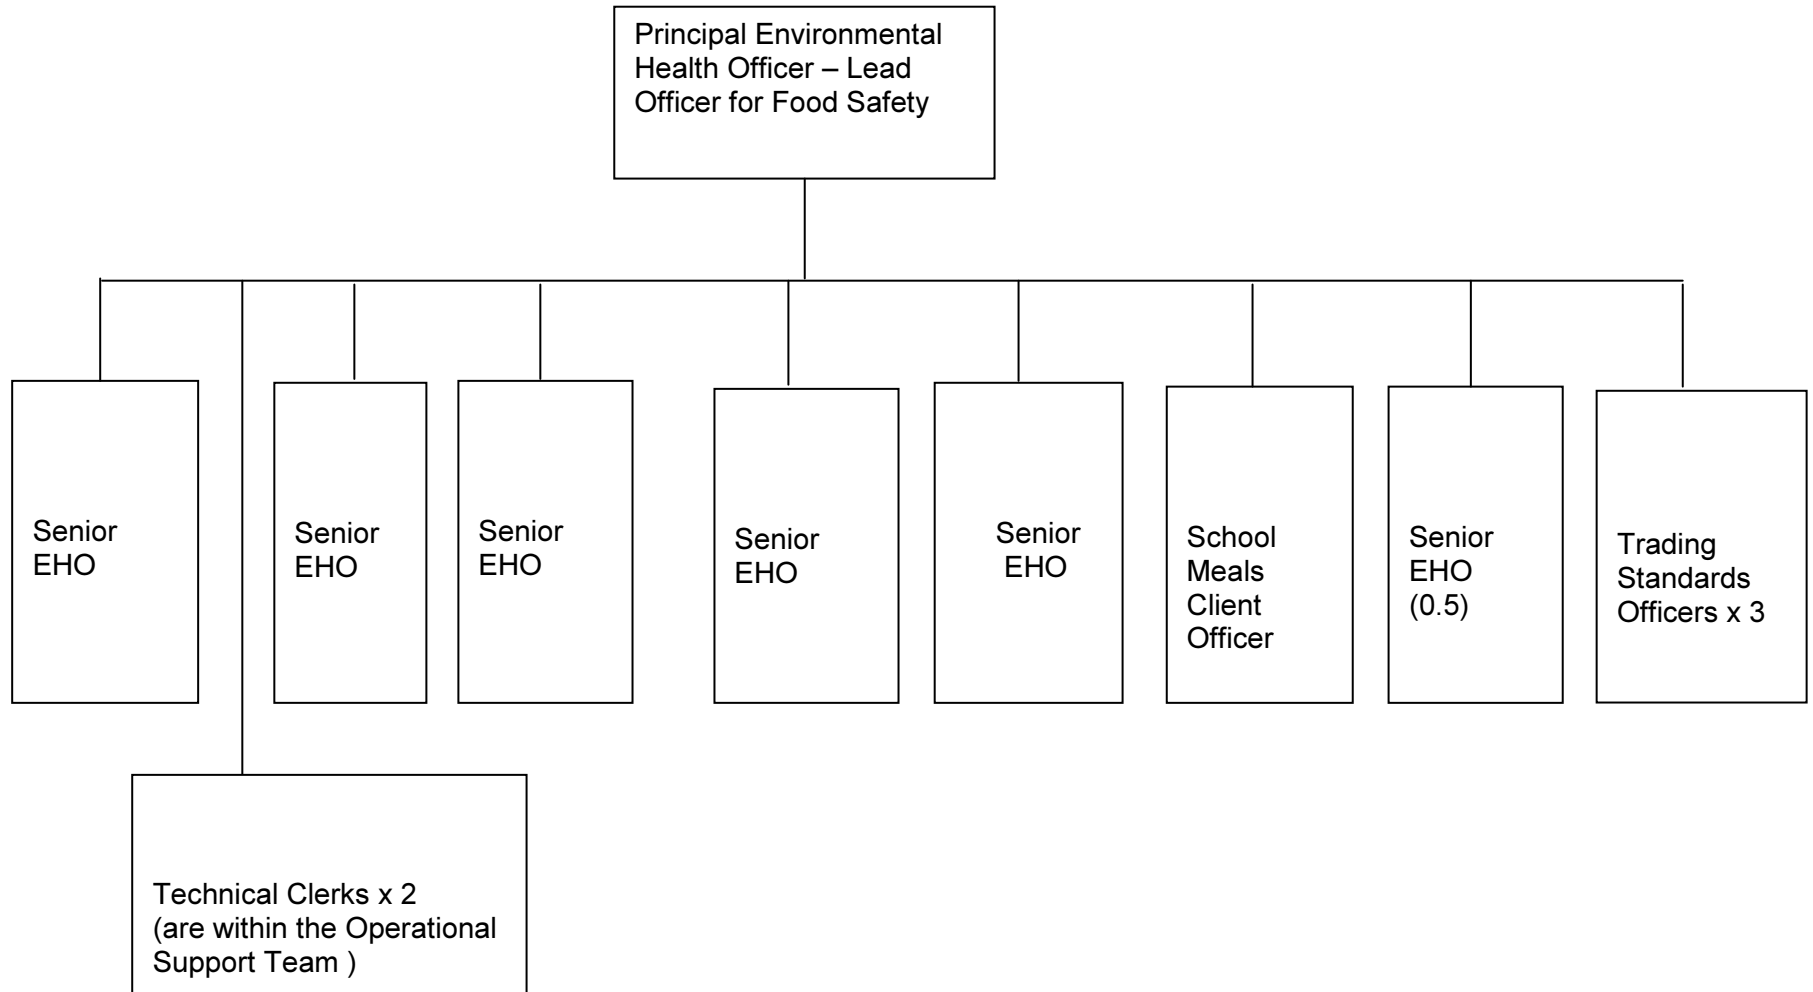 Principal Environmental
Health Officer – Lead
Officer for Food Safety
Senior
EHO
Senior
EHO
Senior
EHO
Senior
EHO
Senior
EHO
School
Meals
Client
Officer
Senior
EHO
(0.5)
Trading
Standards
Officers x 3
Technical Clerks x 2
(are within the Operational
Support Team )